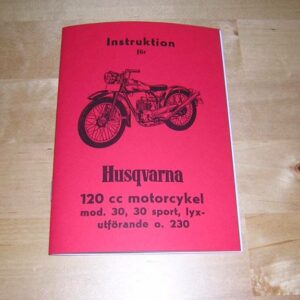 Instruktion
för
Husqvarna
120 cc motorcykel
mod. 30, 30 sport, lyx-
utförande o. 230